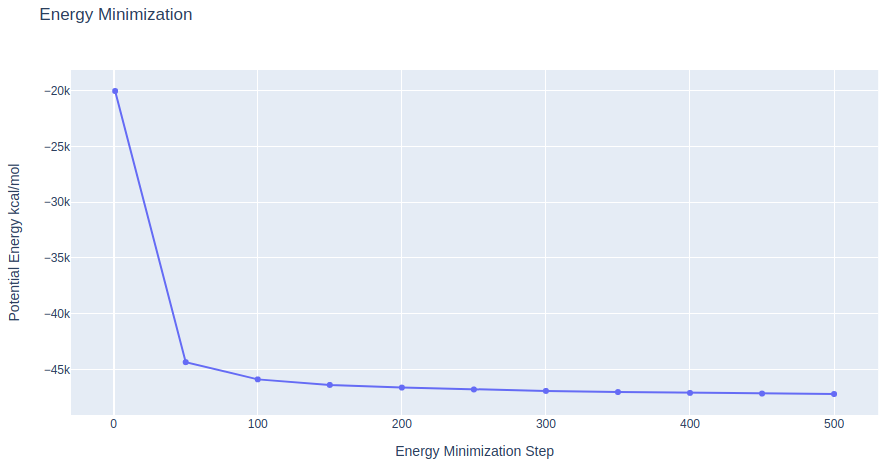 Energy Minimization
Potential Energy kcal/mol
−20k
−25k
−30k
−35k
−40k
−45k
0 100 200 300 400 500
Energy Minimization Step